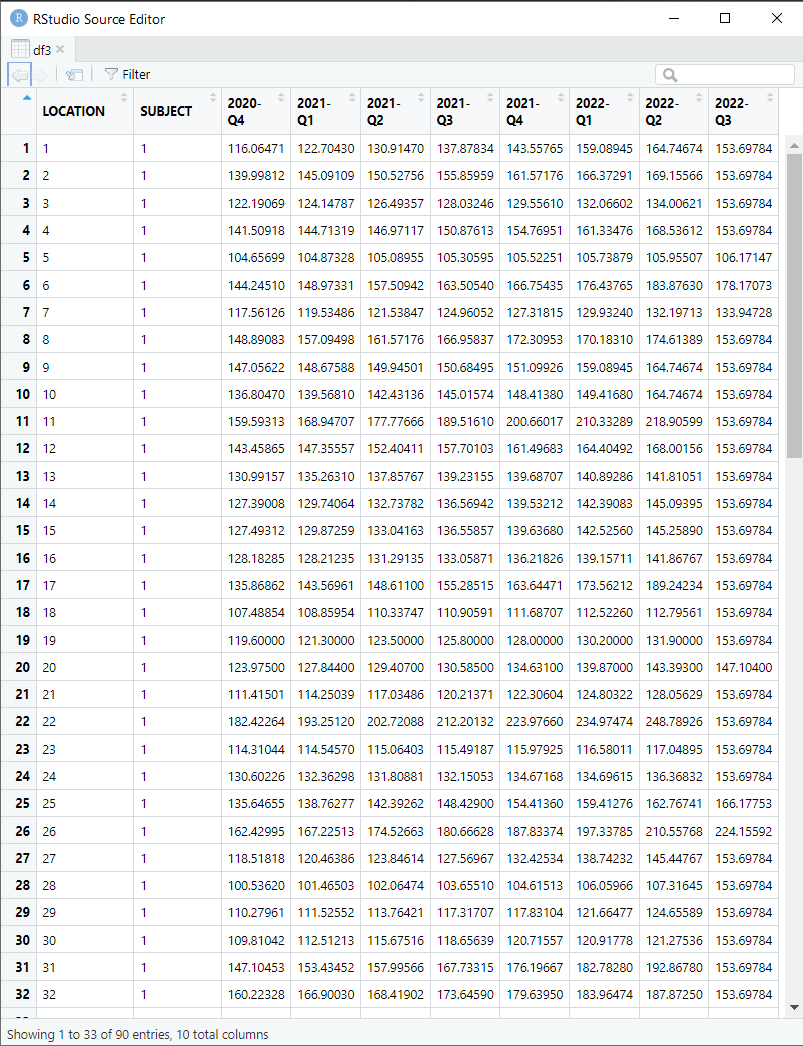 R RStudio Source Editor
df3
Filter
LOCATION SUBJECT 2020-Q4 2021-Q1 2021-Q2 2021-Q3 2021-Q4 2022-Q1 2022-Q2 2022-Q3
1 1 1 116.06471 122.70430 130.91470 137.87834 143.55765 159.08945 164.74674 153.69784
2 2 1 139.99812 145.09109 150.52756 155.85959 161.57176 166.37291 169.15566 153.69784
3 3 1 122.19069 124.14787 126.49357 128.03246 129.55610 132.06602 134.00621 153.69784
4 4 1 141.50918 144.71319 146.97117 150.87613 154.76951 161.33476 168.53612 153.69784
5 5 1 104.65699 104.87328 105.08955 105.30595 105.52251 105.73879 105.95507 106.17147
6 6 1 144.24510 148.97331 157.50942 163.50540 166.75435 176.43765 183.87630 178.17073
7 7 1 117.56126 119.53486 121.53847 124.96052 127.31815 129.93240 132.19713 133.94728
8 8 1 148.89083 157.09498 161.57176 166.95837 172.30953 170.18310 174.61389 153.69784
9 9 1 147.05622 148.67588 149.94501 150.68495 151.09926 159.08945 164.74674 153.69784
10 10 1 136.80470 139.56810 142.43136 145.01574 148.41380 149.41680 164.74674 153.69784
11 11 1 159.59313 168.94707 177.77666 189.51610 200.66017 210.33289 218.90599 153.69784
12 12 1 143.45865 147.35557 152.40411 157.70103 161.49683 164.40492 168.00156 153.69784
13 13 1 130.99157 135.26310 137.85767 139.23155 139.68707 140.89286 141.81051 153.69784
14 14 1 127.39008 129.74064 132.73782 136.56942 139.53212 142.39083 145.09395 153.69784
15 15 1 127.49312 129.87259 133.04163 136.55857 139.63680 142.52560 145.25890 153.69784
16 16 1 128.18285 128.21235 131.29135 133.05871 136.21826 139.15711 141.86767 153.69784
17 17 1 135.86862 143.56961 148.61100 155.28515 163.64471 173.56212 189.24234 153.69784
18 18 1 107.48854 108.85954 110.33747 110.90591 111.68707 112.52260 112.79561 153.69784
19 19 1 119.60000 121.30000 123.50000 125.80000 128.00000 130.20000 131.90000 153.69784
20 20 1 123.97500 127.84400 129.40700 130.58500 134.63100 139.87000 143.39300 147.10400
21 21 1 111.41501 114.25039 117.03486 120.21371 122.30604 124.80322 128.05629 153.69784
22 22 1 182.42264 193.25120 202.72088 212.20132 223.97660 234.97474 248.78926 153.69784
23 23 1 114.31044 114.54570 115.06403 115.49187 115.97925 116.58011 117.04895 153.69784
24 24 1 130.60226 132.36298 131.80881 132.15053 134.67168 134.69615 136.36832 153.69784
25 25 1 135.64655 138.76277 142.39262 148.42900 154.41360 159.41276 162.76741 166.17753
26 26 1 162.42995 167.22513 174.52663 180.66628 187.83374 197.33785 210.55768 224.15592
27 27 1 118.51818 120.46386 123.84614 127.56967 132.42534 138.74232 145.44767 153.69784
28 28 1 100.53620 101.46503 102.06474 103.65510 104.61513 106.05966 107.31645 153.69784
29 29 1 110.27961 111.52552 113.76421 117.31707 117.83104 121.66477 124.65589 153.69784
30 30 1 109.81042 112.51213 115.67516 118.65639 120.71557 120.91778 121.27536 153.69784
31 31 1 147.10453 153.43452 157.99566 167.73315 176.19667 182.78280 192.86780 153.69784
32 32 1 160.22328 166.90030 168.41902 173.64590 179.63950 183.96474 187.87250 153.69784
Showing 1 to 33 of 90 entries, 10 total columns